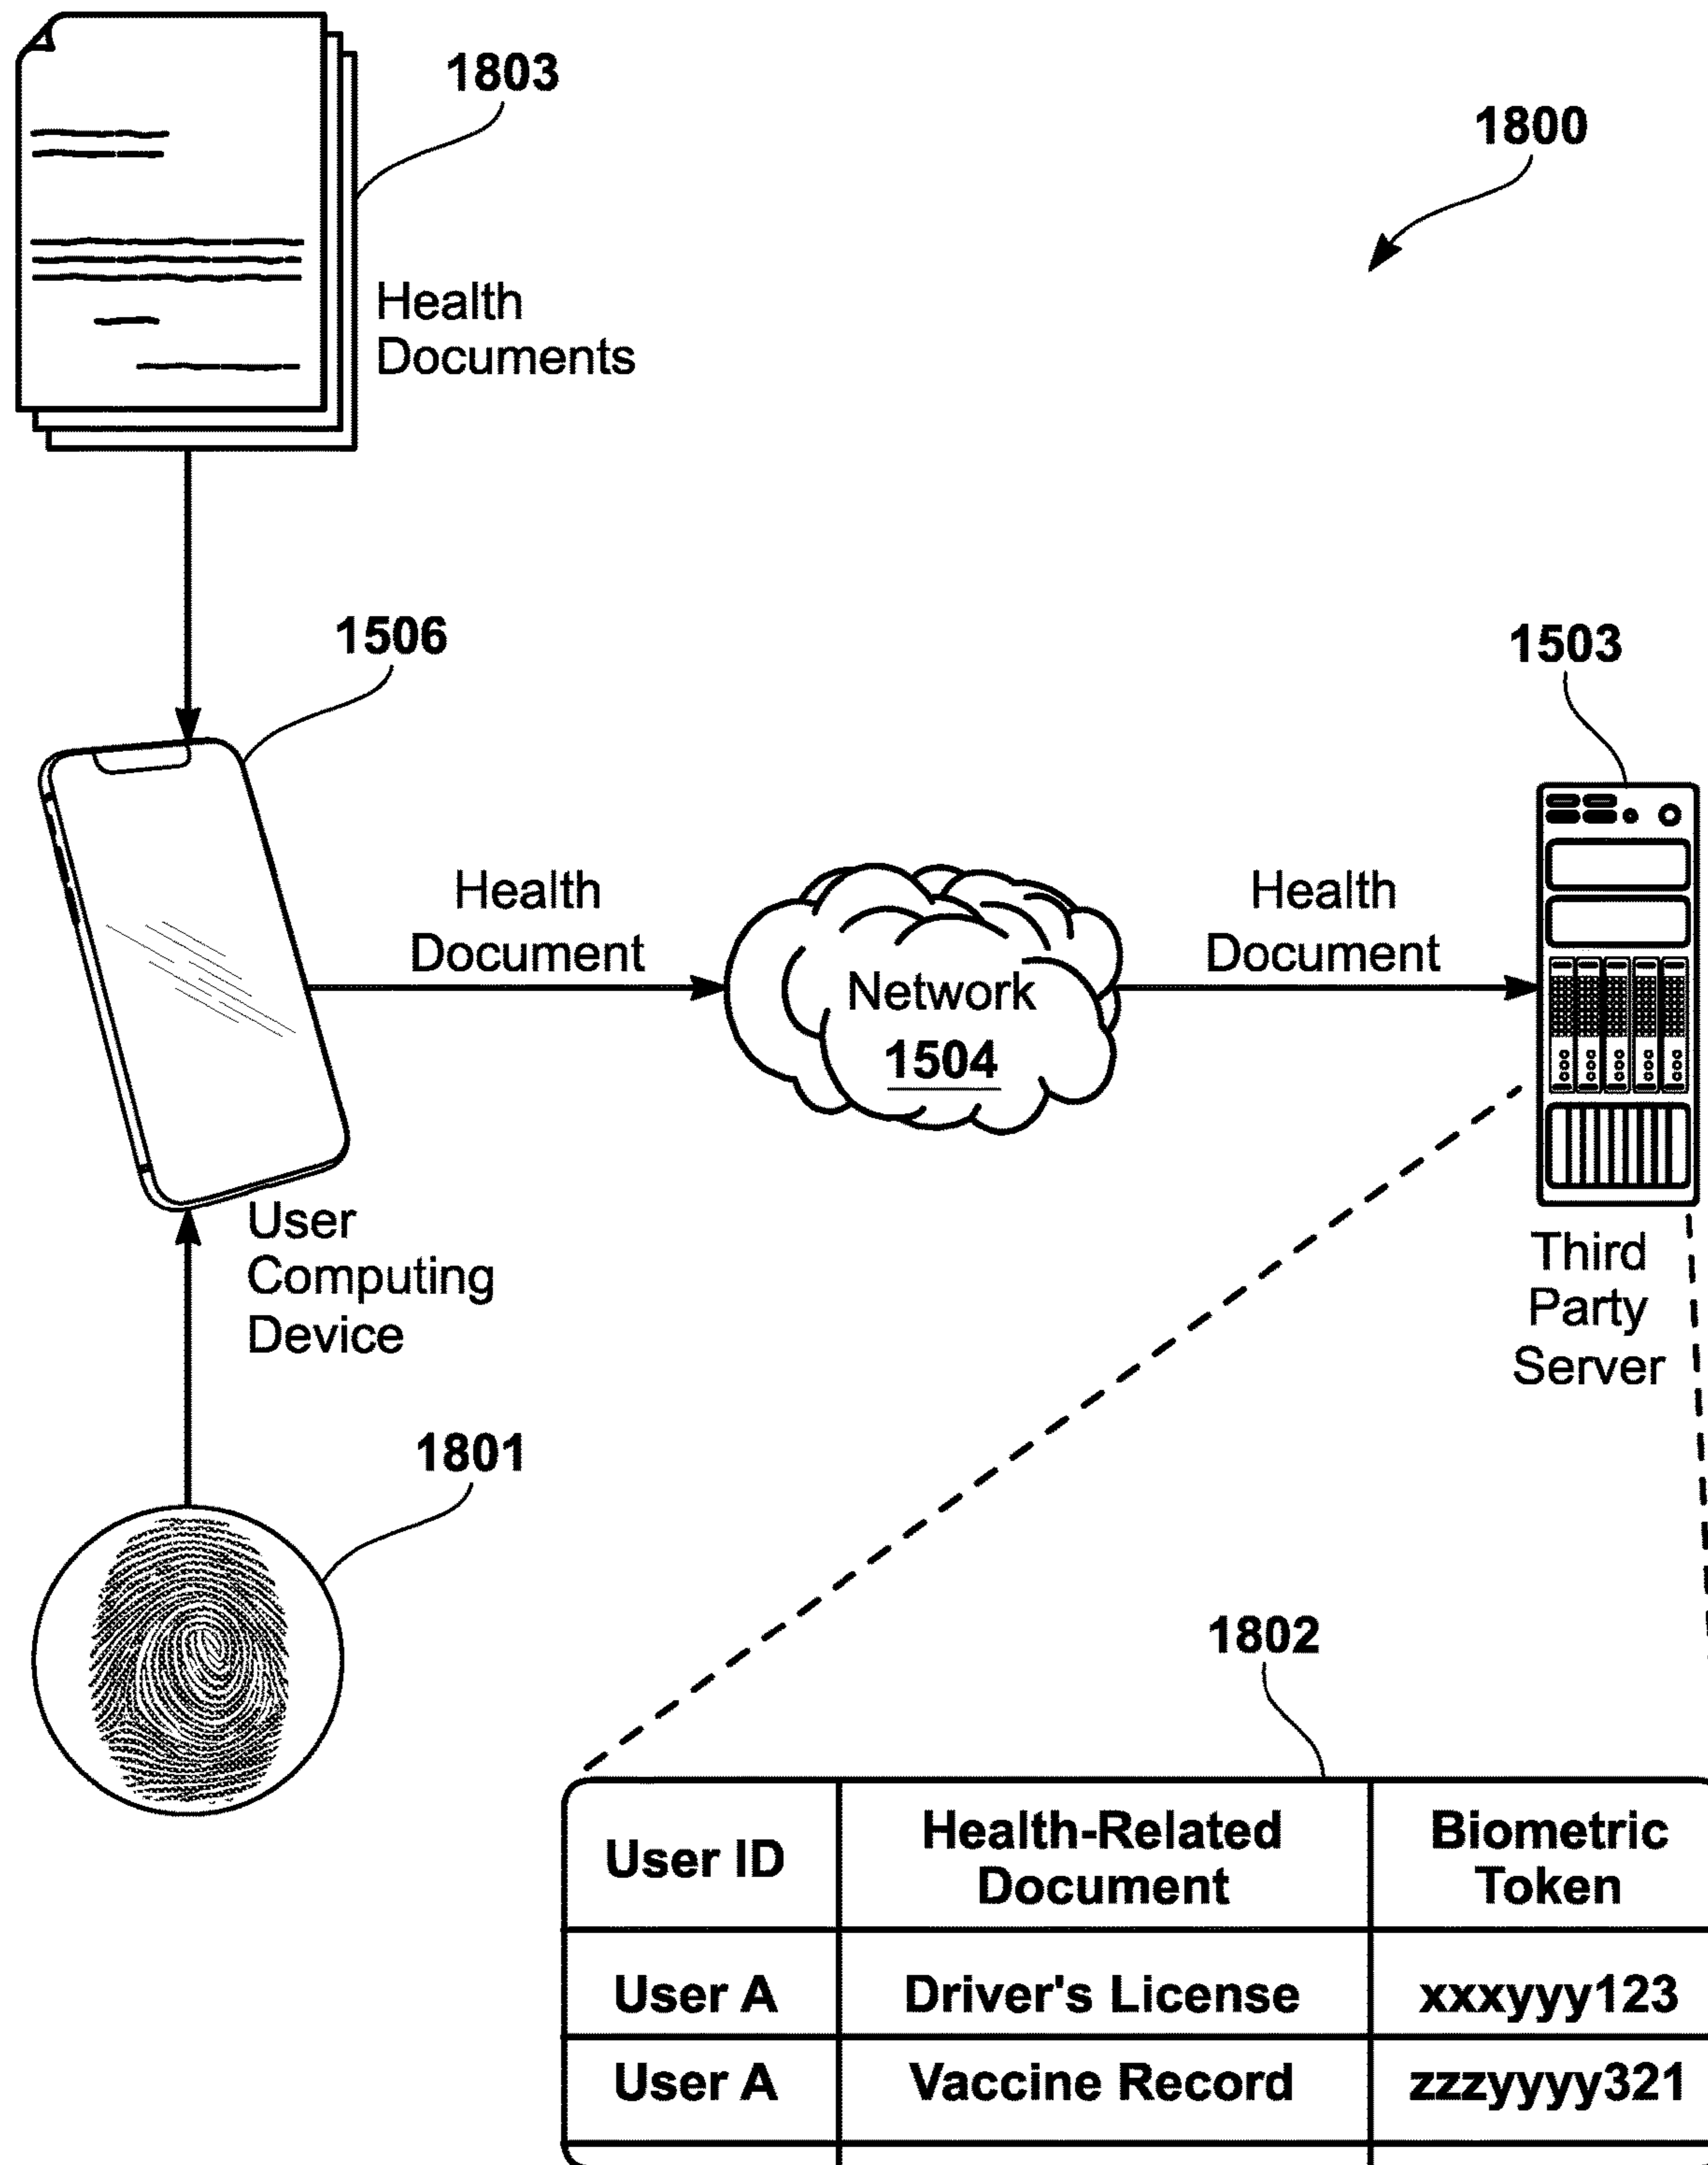 1803
1800
Health
Documents
1506
1503
Health
Document
Health
Document
Network
1504
User
Computing
Device
Third
Party
Server
1801
1802
User ID
Health-Related
Document
Biometric
Token
User A
Driver's License
xxxyyy123
User A
Vaccine Record
zzzyyyy321